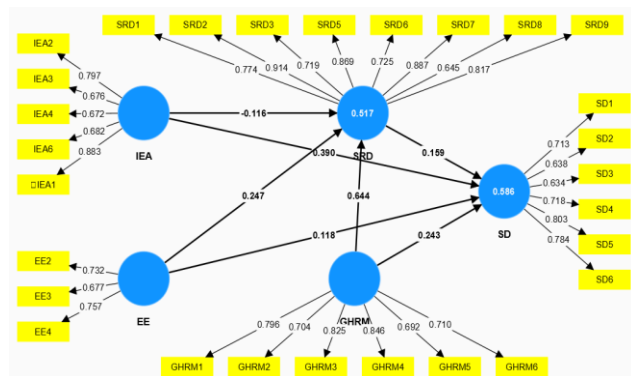 SRD1 SRD2 SRD3 SRD5 SRD6 SRD7 SRD8 SRD9
0.774 0.914 0.719 0.869 0.725 0.887 0.645 0.817
IEA2
IEA3
IEA4
IEA6
IEA1
0.797
0.676
0.672
0.682
0.883
IEA
-0.116
0.517
SRD
0.390
0.159
0.247
0.644
0.118
0.243
0.586
SD
SD1
SD2
SD3
SD4
SD5
SD6
0.713
0.638
0.634
0.718
0.803
0.784
EE2
EE3
EE4
0.732
0.677
0.757
EE
GHRM
0.796 0.704 0.825 0.846 0.692 0.710
GHRM1 GHRM2 GHRM3 GHRM4 GHRM5 GHRM6